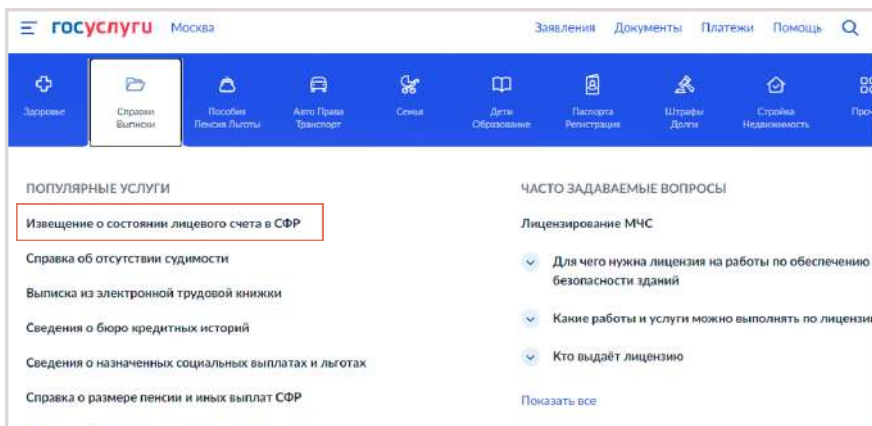 госуслуги Москва Заявления Документы Платежи Помощь
Здоровье Справки Выписки Пособия Пенсия Льготы Авто Права Транспорт Семья Дети Образование Паспорта Регистрация Штрафы Долги Стройка Недвижимость
ПОПУЛЯРНЫЕ УСЛУГИ
Извещение о состоянии лицевого счета в СФР
Справка об отсутствии судимости
Выписка из электронной трудовой книжки
Сведения о бюро кредитных историй
Сведения о назначенных социальных выплатах и льготах
Справка о размере пенсии и иных выплат СФР
ЧАСТО ЗАДАВАЕМЫЕ ВОПРОСЫ
Лицензирование МЧС
Для чего нужна лицензия на работы по обеспечению
безопасности зданий
Какие работы и услуги можно выполнять по
Кто выдаёт лицензию
Показать все